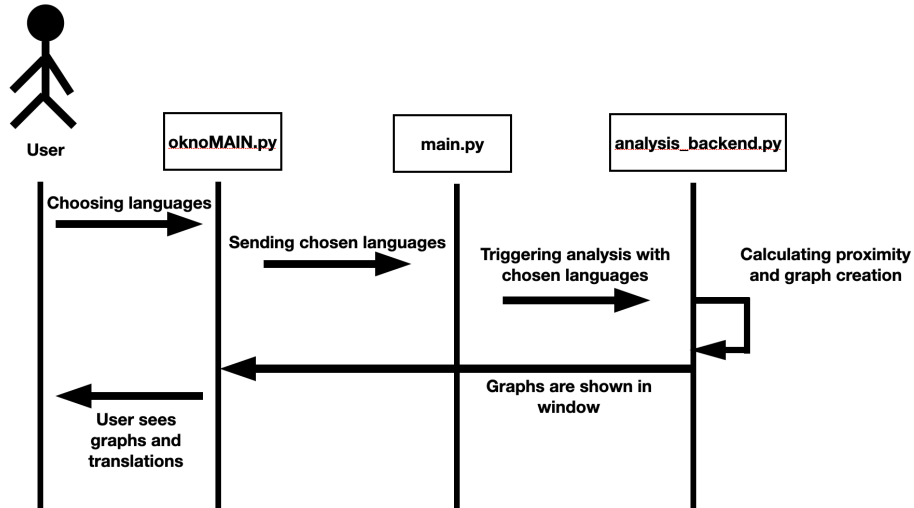 User
oknoMAIN.py
main.py
analysis_backend.py
Choosing languages
Sending chosen languages
Triggering analysis with
chosen languages
Calculating proximity
and graph creation
Graphs are shown in
window
User sees
graphs and
translations